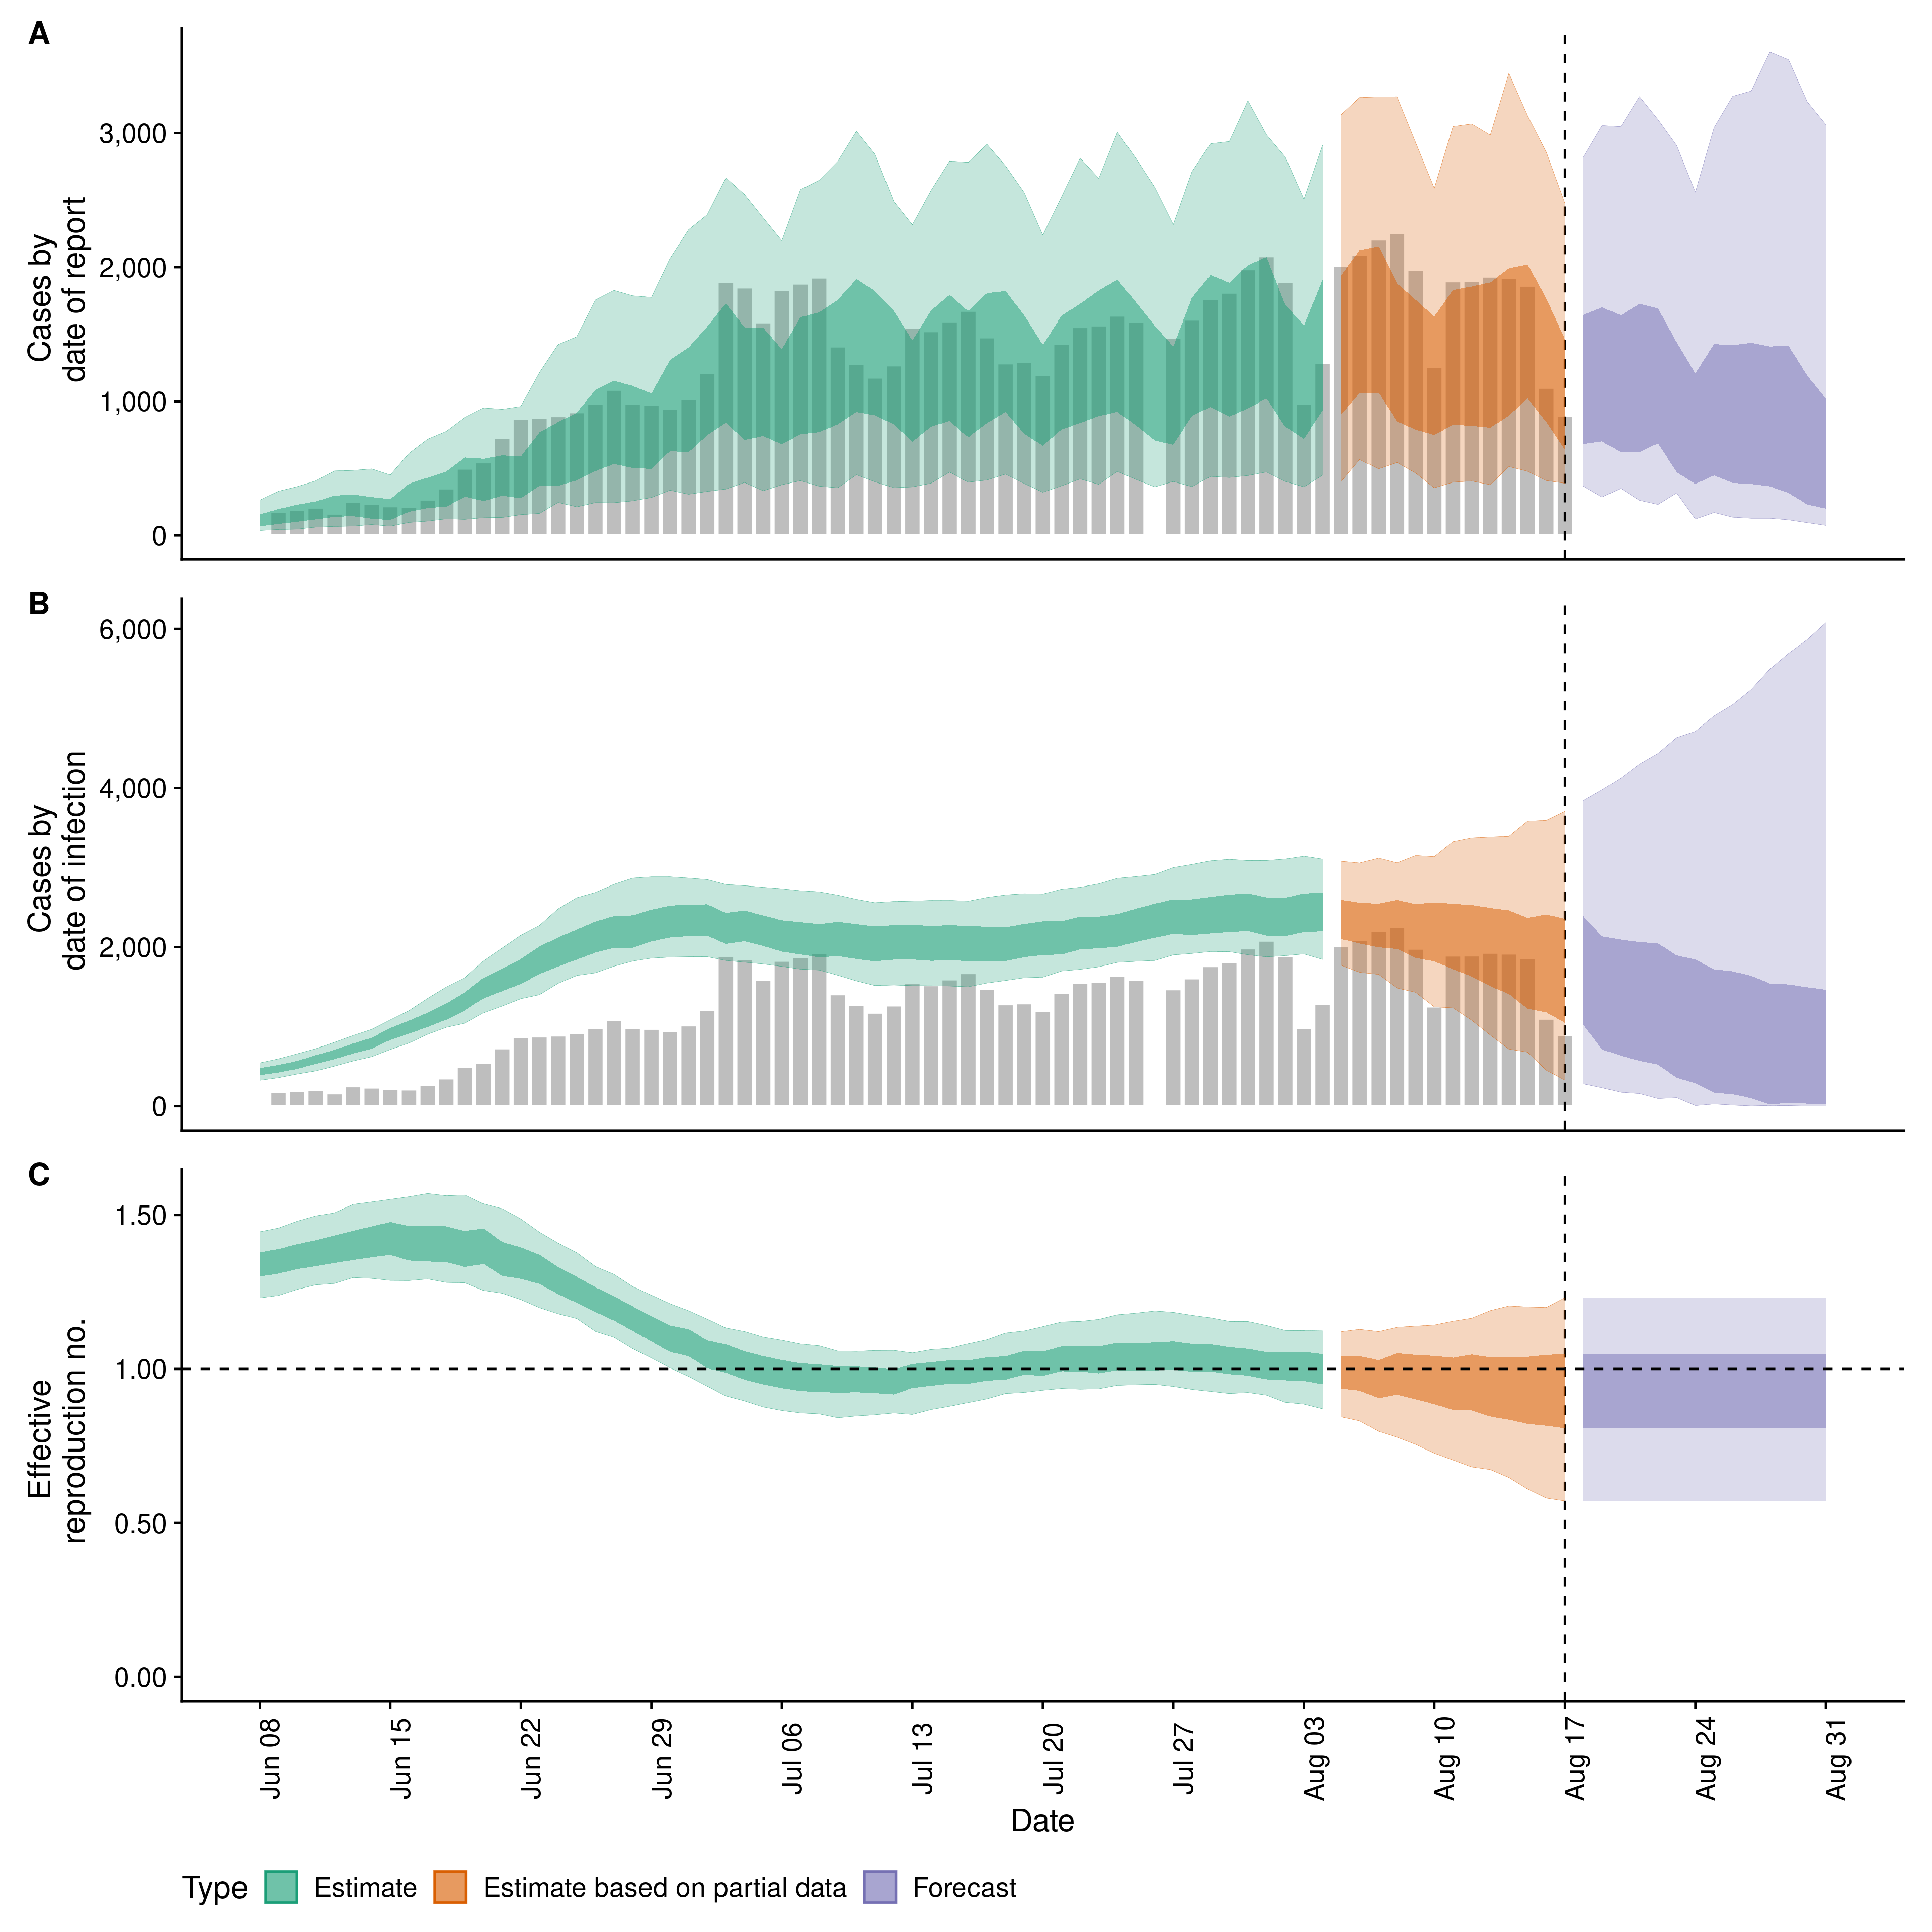 A
Cases by
date of report
3,000
2,000
1,000
0
B
Cases by
date of infection
6,000
4,000
2,000
0
C
Effective
reproduction no.
1.50
1.00
0.50
0.00
Jun 08
Jun 15
Jun 22
Jun 29
Jul 06
Jul 13
Jul 20
Jul 27
Aug 03
Aug 10
Aug 17
Aug 24
Aug 31
Date
Type Estimate Estimate based on partial data Forecast